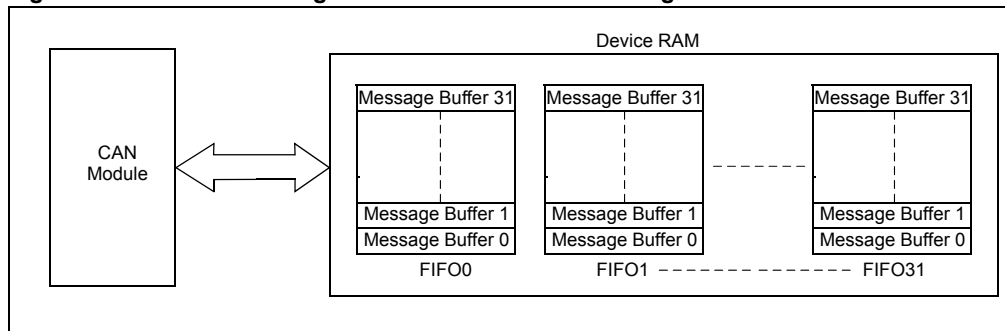 Device RAM
CAN
Module
Message Buffer 31
Message Buffer 1
Message Buffer 0
FIFO0
Message Buffer 31
Message Buffer 1
Message Buffer 0
FIFO1
Message Buffer 31
Message Buffer 1
Message Buffer 0
FIFO31